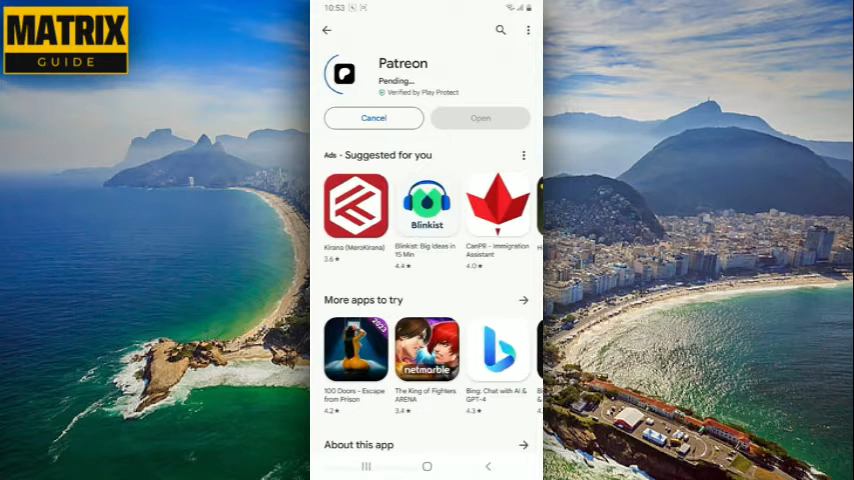 MATRIX
GUIDE
10:53
Patreon
Pending...
Verified by Play Protect
Cancel
Open
Ads · Suggested for you
Blinkist
Kirana (MeroKirana)
3.6 ★
Blinkist: Big Ideas in
15 Min
4.4 ★
CanPR - Immigration
Assistant
4.0 ★
More apps to try
2023
netmarble
100 Doors - Escape
from Prison
4.2 ★
The King of Fighters
ARENA
3.4 ★
Bing: Chat with AI &
GPT-4
4.3 ★
About this app